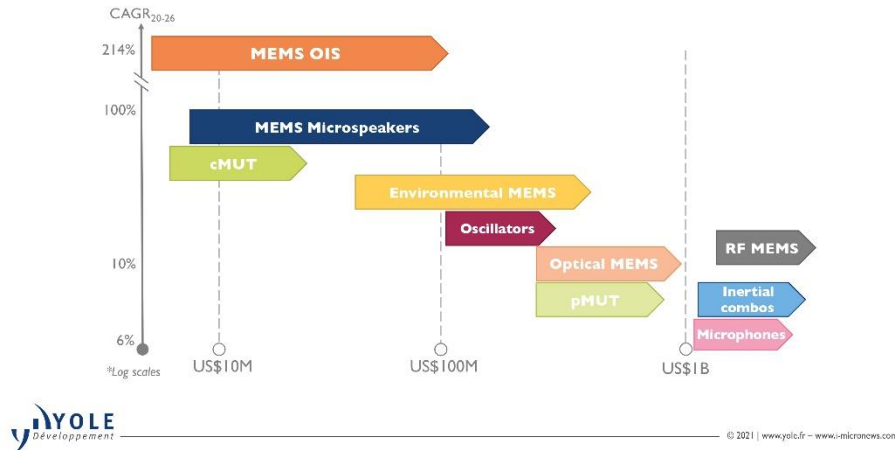 CAGR20-26
214%
MEMS OIS
100%
MEMS Microspeakers
cMUT
Environmental MEMS
Oscillators
RF MEMS
10%
Optical MEMS
pMUT
Inertial
combos
6%
Microphones
*Log scales
US$10M
US$100M
US$1B
YOLE
Développement
© 2021 | www.yole.fr – www.i-micronews.com